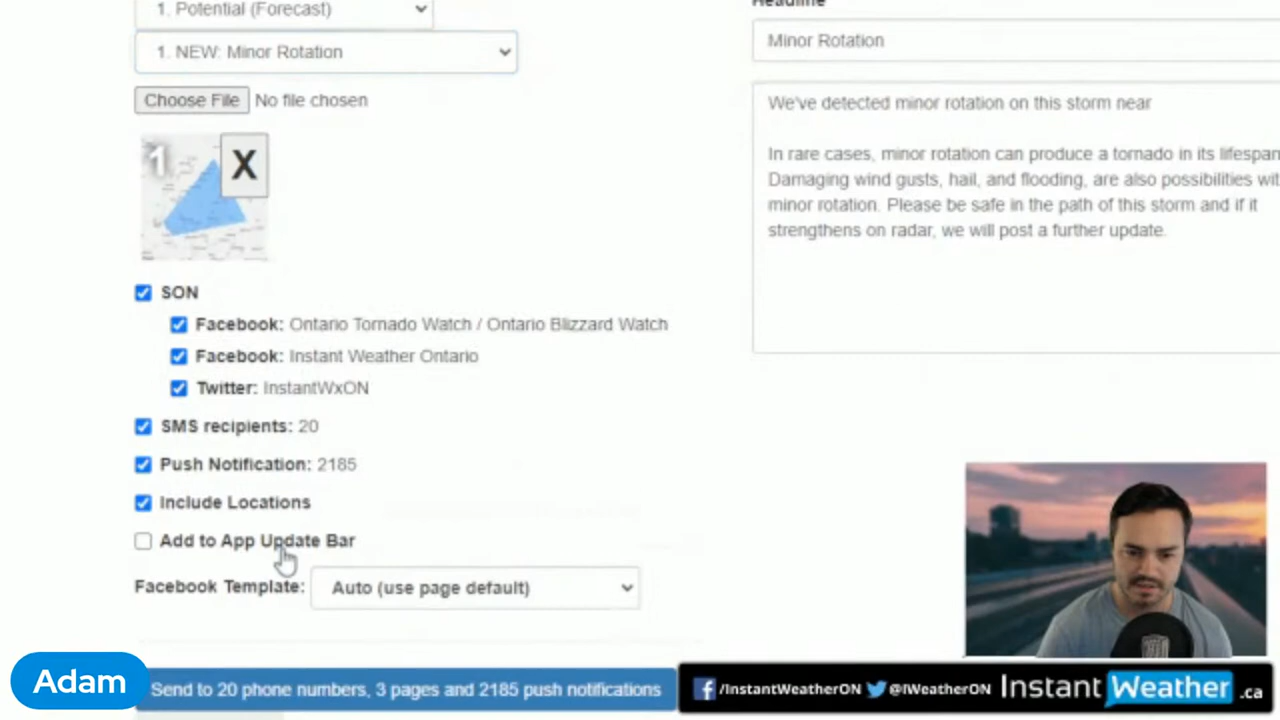 1. Potential (Forecast)
Headline
1. NEW: Minor Rotation
Minor Rotation
Choose File No file chosen
1
X
We've detected minor rotation on this storm near
In rare cases, minor rotation can produce a tornado in its lifespan
Damaging wind gusts, hail, and flooding, are also possibilities wit
minor rotation. Please be safe in the path of this storm and if it
strengthens on radar, we will post a further update.
SON
Facebook: Ontario Tornado Watch / Ontario Blizzard Watch
Facebook: Instant Weather Ontario
Twitter: InstantWxON
SMS recipients: 20
Push Notification: 2185
Include Locations
Add to App Update Bar
Facebook Template: Auto (use page default)
Adam
Send to 20 phone numbers, 3 pages and 2185 push notifications
/InstantWeatherON @IWeatherON Instant Weather .ca